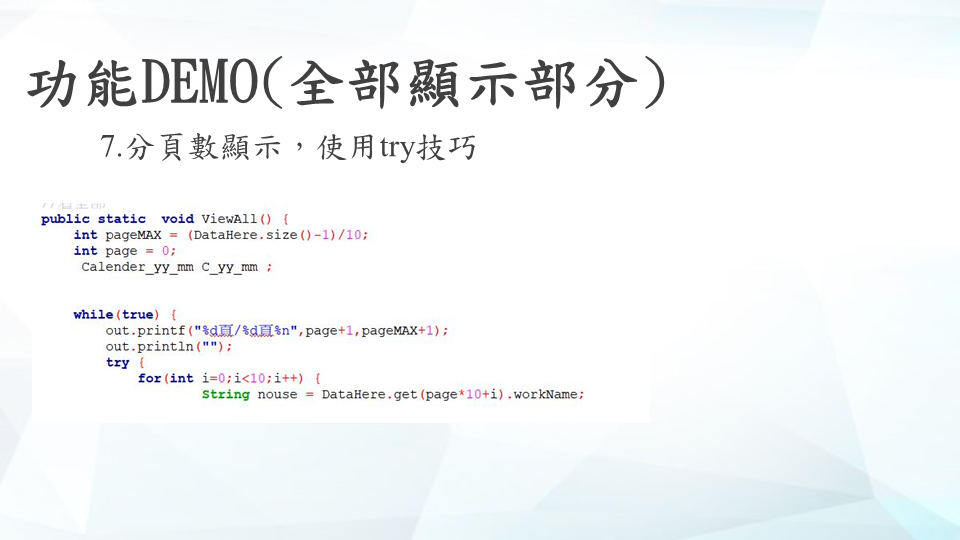 功能DEMO(全部顯示部分)
7.分頁數顯示，使用try技巧
public static  void ViewAll() {
    int pageMAX = (DataHere.size()-1)/10;
    int page = 0;
     Calender_yy_mm C_yy_mm ;
    while(true) {
        out.printf("%d頁/%d頁%n",page+1,pageMAX+1);
        out.println("");
        try {
            for(int i=0;i<10;i++) {
                    String nouse = DataHere.get(page*10+i).workName;